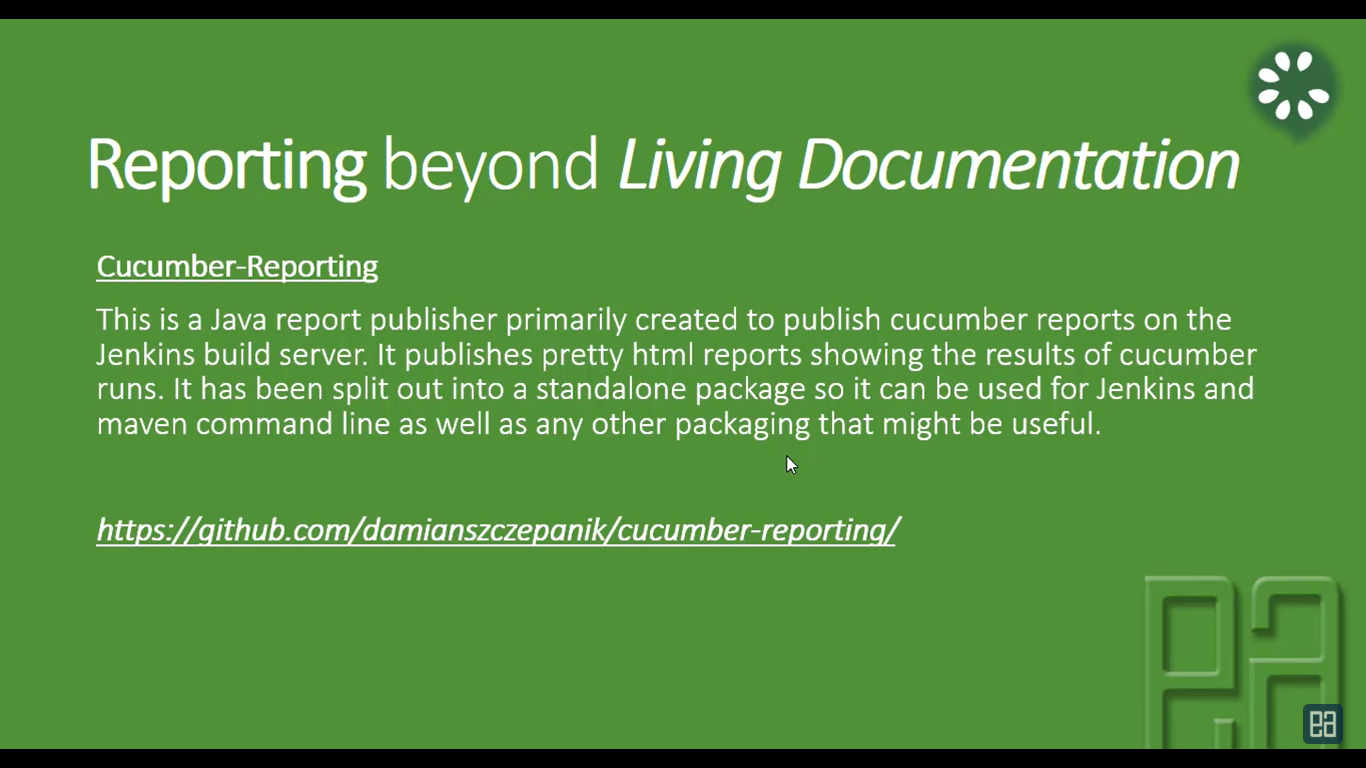 Reporting beyond Living Documentation
Cucumber-Reporting
This is a Java report publisher primarily created to publish cucumber reports on the
Jenkins build server. It publishes pretty html reports showing the results of cucumber
runs. It has been split out into a standalone package so it can be used for Jenkins and
maven command line as well as any other packaging that might be useful.
https://github.com/damianszczepanik/cucumber-reporting/
ea
ea